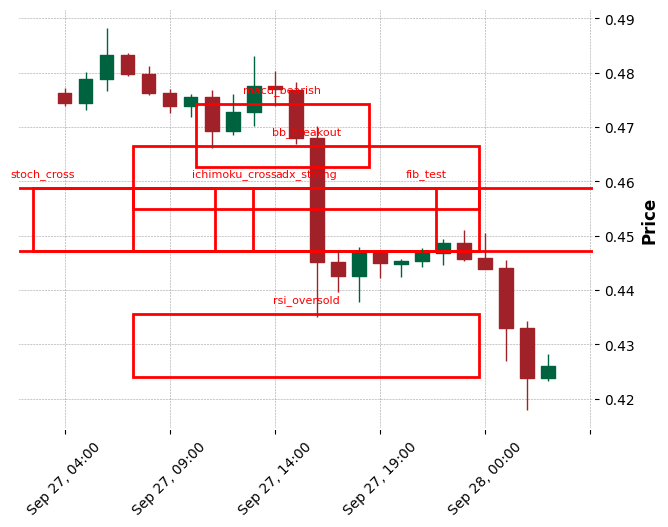 0.49
0.48
macd_bearish
0.47
bb_breakout
0.46
stoch_cross
ichimoku_cross
adx_strong
fib_test
0.45
Price
0.44
rsi_oversold
0.43
0.42
Sep 27, 04:00
Sep 27, 09:00
Sep 27, 14:00
Sep 27, 19:00
Sep 28, 00:00